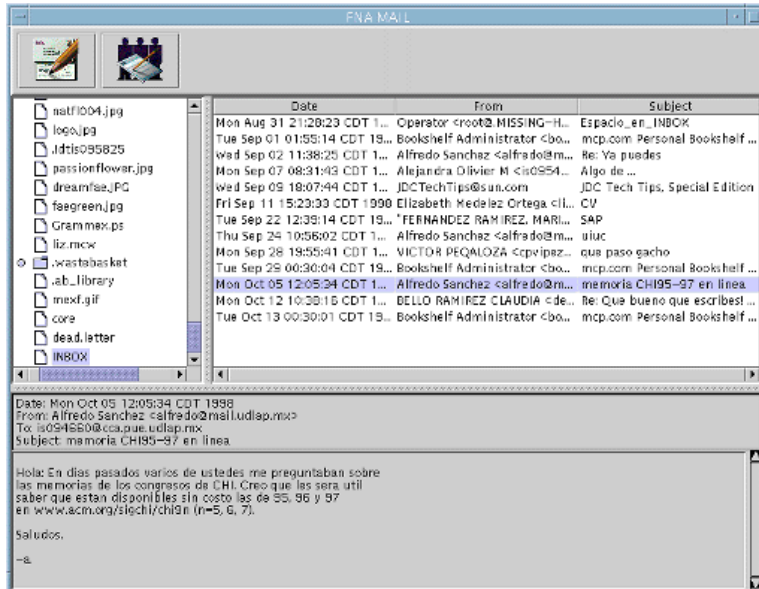 FNA MAIL
natfl004.jpg
logo.jpg
.ldtis095825
passionflower.jpg
dreamfae.JPG
faegreen.jpg
Grammex.ps
liz.mcw
.wastebasket
.ab_library
mexf.gif
core
dead.letter
INBOX
Date From Subject
Mon Aug 31 21:28:23 CDT 1... Operator <root@.MISSING-H... Espacio_en_INBOX
Tue Sep 01 01:55:14 CDT 19... Bookshelf Administrator <bo... mcp.com Personal Bookshelf ...
Wed Sep 02 11:38:25 CDT 1... Alfredo Sanchez <alfredo@m... Re: Ya puedes
Mon Sep 07 08:31:43 CDT 1... Alejandra Olivier M <is0954... Algo de ...
Wed Sep 09 18:07:44 CDT 1... JDCTechTips@sun.com JDC Tech Tips, Special Edition
Fri Sep 11 15:23:33 CDT 1998 Elizabeth Medelez Ortega <li... CV
Tue Sep 22 12:39:14 CDT 19... "FERNANDEZ RAMIREZ, MARI... SAP
Thu Sep 24 10:56:02 CDT 1... Alfredo Sanchez <alfredo@m... uiuc
Mon Sep 28 19:55:41 CDT 1... VICTOR PEQALOZA <cpvipez... que paso gacho
Tue Sep 29 00:30:04 CDT 19... Bookshelf Administrator <bo... mcp.com Personal Bookshelf ...
Mon Oct 05 12:05:34 CDT 1... Alfredo Sanchez <alfredo@m... memoria CHI95-97 en linea
Mon Oct 12 10:38:16 CDT 1... BELLO RAMIREZ CLAUDIA <de... Re: Que bueno que escribes! ...
Tue Oct 13 00:30:01 CDT 19... Bookshelf Administrator <bo... mcp.com Personal Bookshelf ...
Date: Mon Oct 05 12:05:34 CDT 1998
From: Alfredo Sanchez <alfredo@mail.udlap.mx>
To: is094660@cca.pue.udlap.mx
Subject: memoria CHI95-97 en linea
Hola: En dias pasados varios de ustedes me preguntaban sobre
las memorias de los congresos de CHI. Creo que les sera util
saber que estan disponibles sin costo las de 95, 96 y 97
en www.acm.org/sigchi/chi9n (n=5, 6, 7).
Saludos.
-a